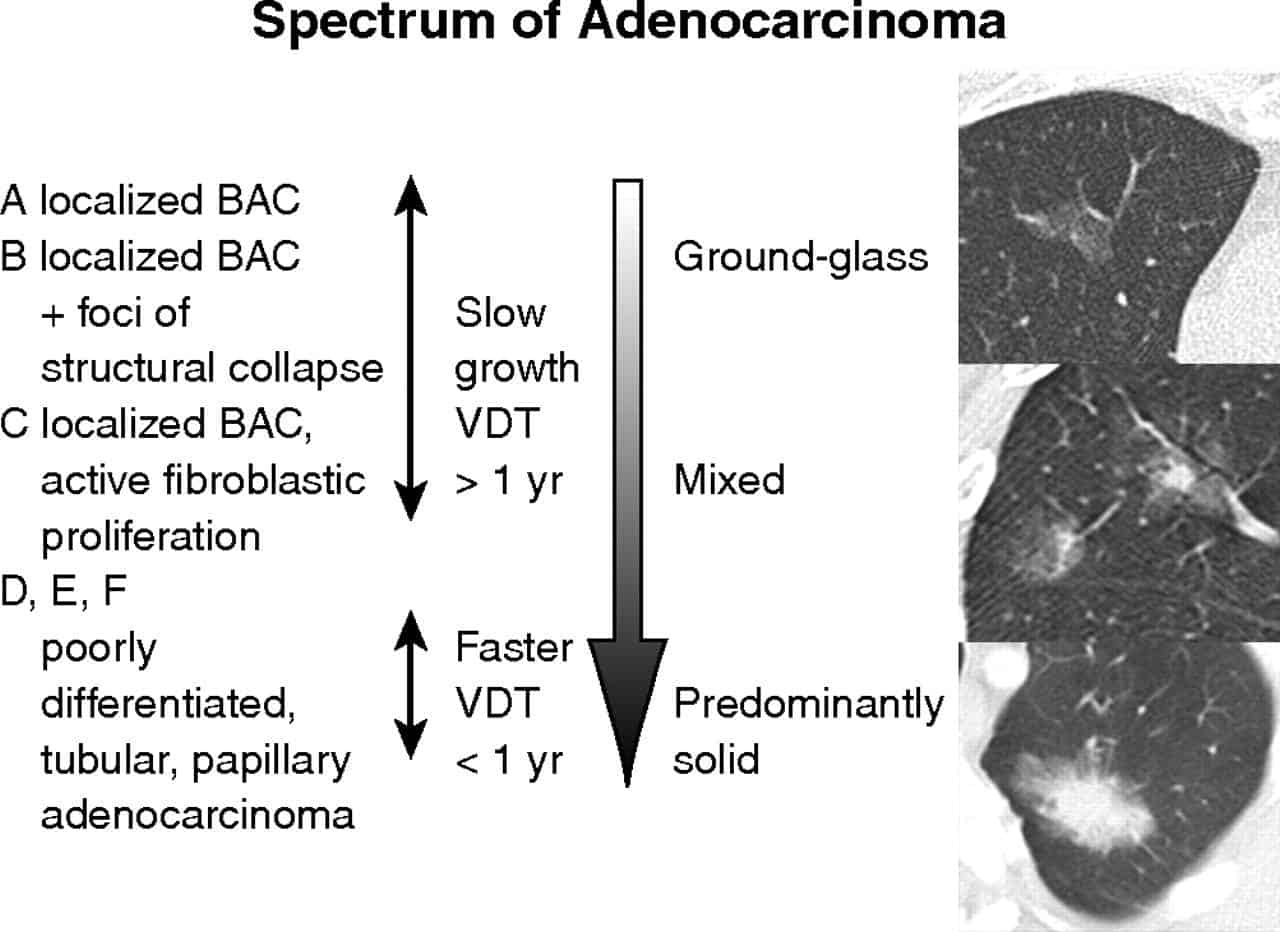 Spectrum of Adenocarcinoma
A localized BAC
B localized BAC
+ foci of
structural collapse
C localized BAC,
active fibroblastic
proliferation
D, E, F
poorly
differentiated,
tubular, papillary
adenocarcinoma
Slow
growth
VDT
> 1 yr
Faster
VDT
< 1 yr
Ground-glass
Mixed
Predominantly
solid